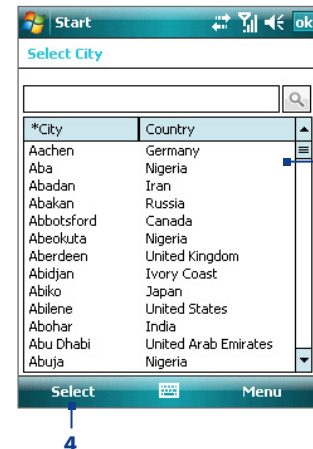 Start ok
Select City
*City Country
Aachen Germany
Aba Nigeria
Abadan Iran
Abakan Russia
Abbotsford Canada
Abeokuta Nigeria
Aberdeen United Kingdom
Abidjan Ivory Coast
Abiko Japan
Abilene United States
Abohar India
Abu Dhabi United Arab Emirates
Abuja Nigeria
Select Menu
4